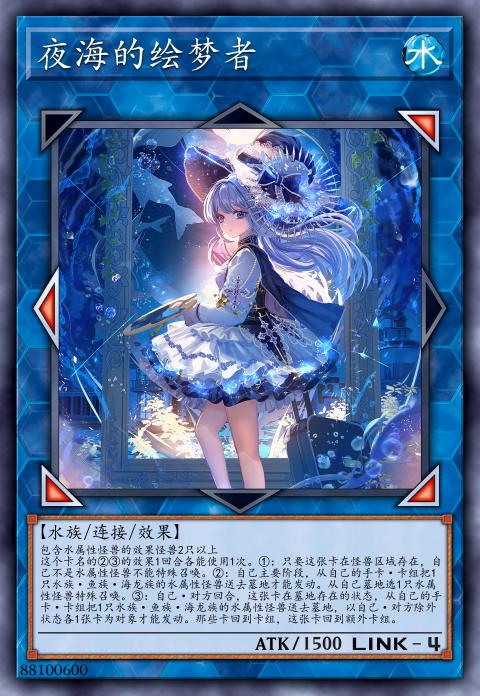 夜海的绘梦者
水
【水族/连接/效果】
包含水属性怪兽的效果怪兽2只以上
这个卡名的②③的效果1回合各能使用1次。①：只要这张卡在怪兽区域存在，自
己不是水属性怪兽不能特殊召唤。②：自己主要阶段，从自己的手卡・卡组把1
只水族・鱼族・海龙族的水属性怪兽送去墓地才能发动。从自己墓地选1只水属
性怪兽特殊召唤。③：自己・对方回合，这张卡在墓地存在的状态，从自己的手
卡・卡组把1只水族・鱼族・海龙族的水属性怪兽送去墓地，以自己・对方除外
状态各1张卡为对象才能发动。那些卡回到卡组，这张卡回到额外卡组。
ATK/1500 LINK-4
88100600